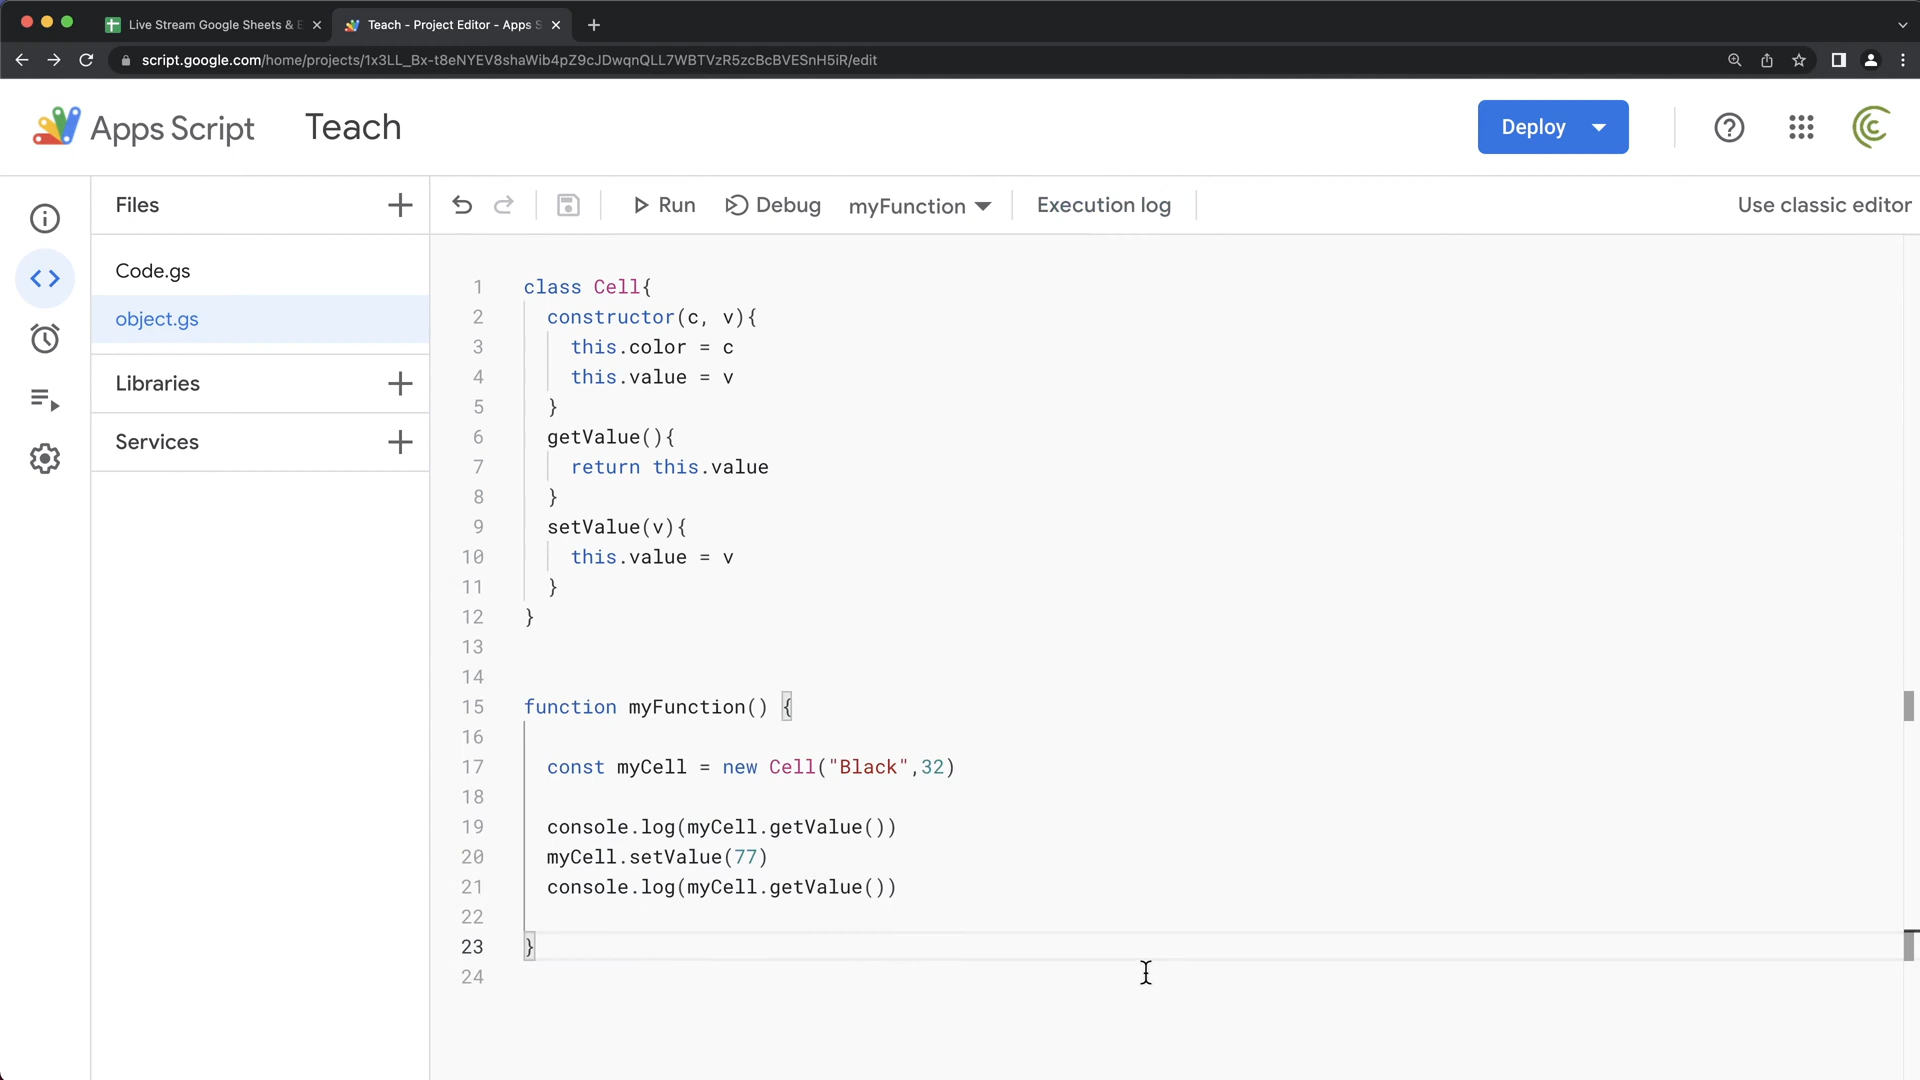 Live Stream Google Sheets & E
Teach - Project Editor - Apps S
script.google.com/home/projects/1x3LL_Bx-t8eNYEV8shaWib4pZ9cJDwqnQLL7WBTVzR5zcBcBVESnH5iR/edit
Apps Script
Teach
Deploy
Files
Run
Debug
myFunction
Execution log
Use classic editor
Code.gs
object.gs
Libraries
Services
1 class Cell{
2 constructor(c, v){
3 this.color = c
4 this.value = v
5 }
6 getValue(){
7 return this.value
8 }
9 setValue(v){
10 this.value = v
11 }
12 }
13
14
15 function myFunction() {
16
17 const myCell = new Cell("Black",32)
18
19 console.log(myCell.getValue())
20 myCell.setValue(77)
21 console.log(myCell.getValue())
22
23 }
24